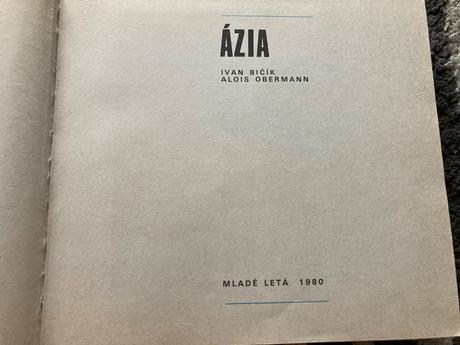 ÁZIA
IVAN BIČÍK
ALOIS OBERMANN
MLADÉ LETÁ 1980